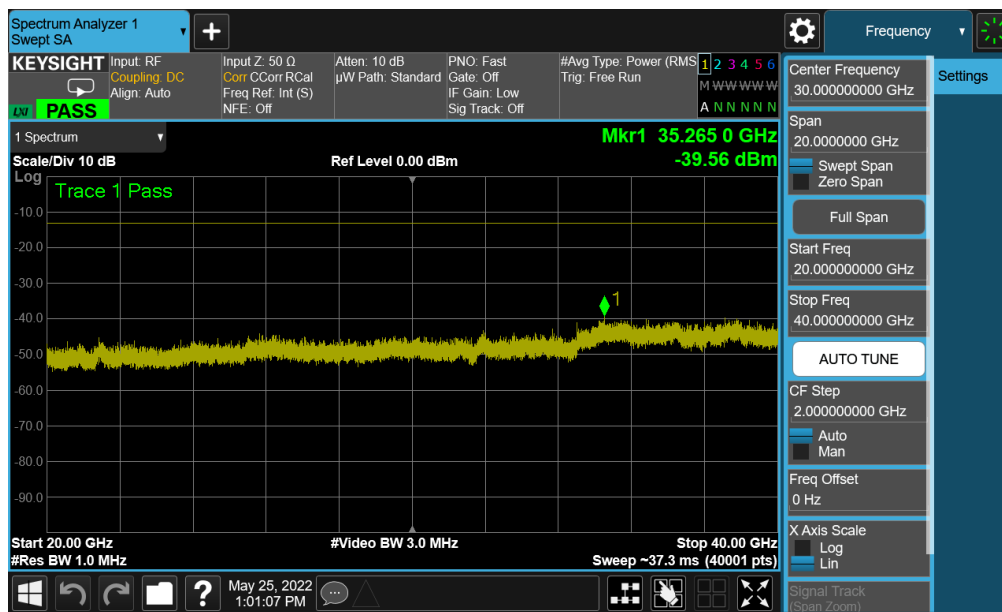 Spectrum Analyzer 1
Swept SA
+
Frequency
KEYSIGHT
Input: RF
Coupling: DC
Align: Auto
LXI PASS
Input Z: 50 Ω
Corr CCorr RCal
Freq Ref: Int (S)
NFE: Off
Atten: 10 dB
µW Path: Standard
PNO: Fast
Gate: Off
IF Gain: Low
Sig Track: Off
#Avg Type: Power (RMS
Trig: Free Run
1 2 3 4 5 6
M W W W W W
A N N N N N
1 Spectrum
Scale/Div 10 dB
Ref Level 0.00 dBm
Mkr1 35.265 0 GHz
-39.56 dBm
Log
Trace 1 Pass
1
-10.0
-20.0
-30.0
-40.0
-50.0
-60.0
-70.0
-80.0
-90.0
Start 20.00 GHz
#Res BW 1.0 MHz
#Video BW 3.0 MHz
Stop 40.00 GHz
Sweep ~37.3 ms (40001 pts)
Center Frequency
30.000000000 GHz
Span
20.0000000 GHz
Swept Span
Zero Span
Full Span
Start Freq
20.000000000 GHz
Stop Freq
40.000000000 GHz
AUTO TUNE
CF Step
2.000000000 GHz
Auto
Man
Freq Offset
0 Hz
X Axis Scale
Log
Lin
Signal Track
(Span Zoom)
Settings
?
May 25, 2022
1:01:07 PM